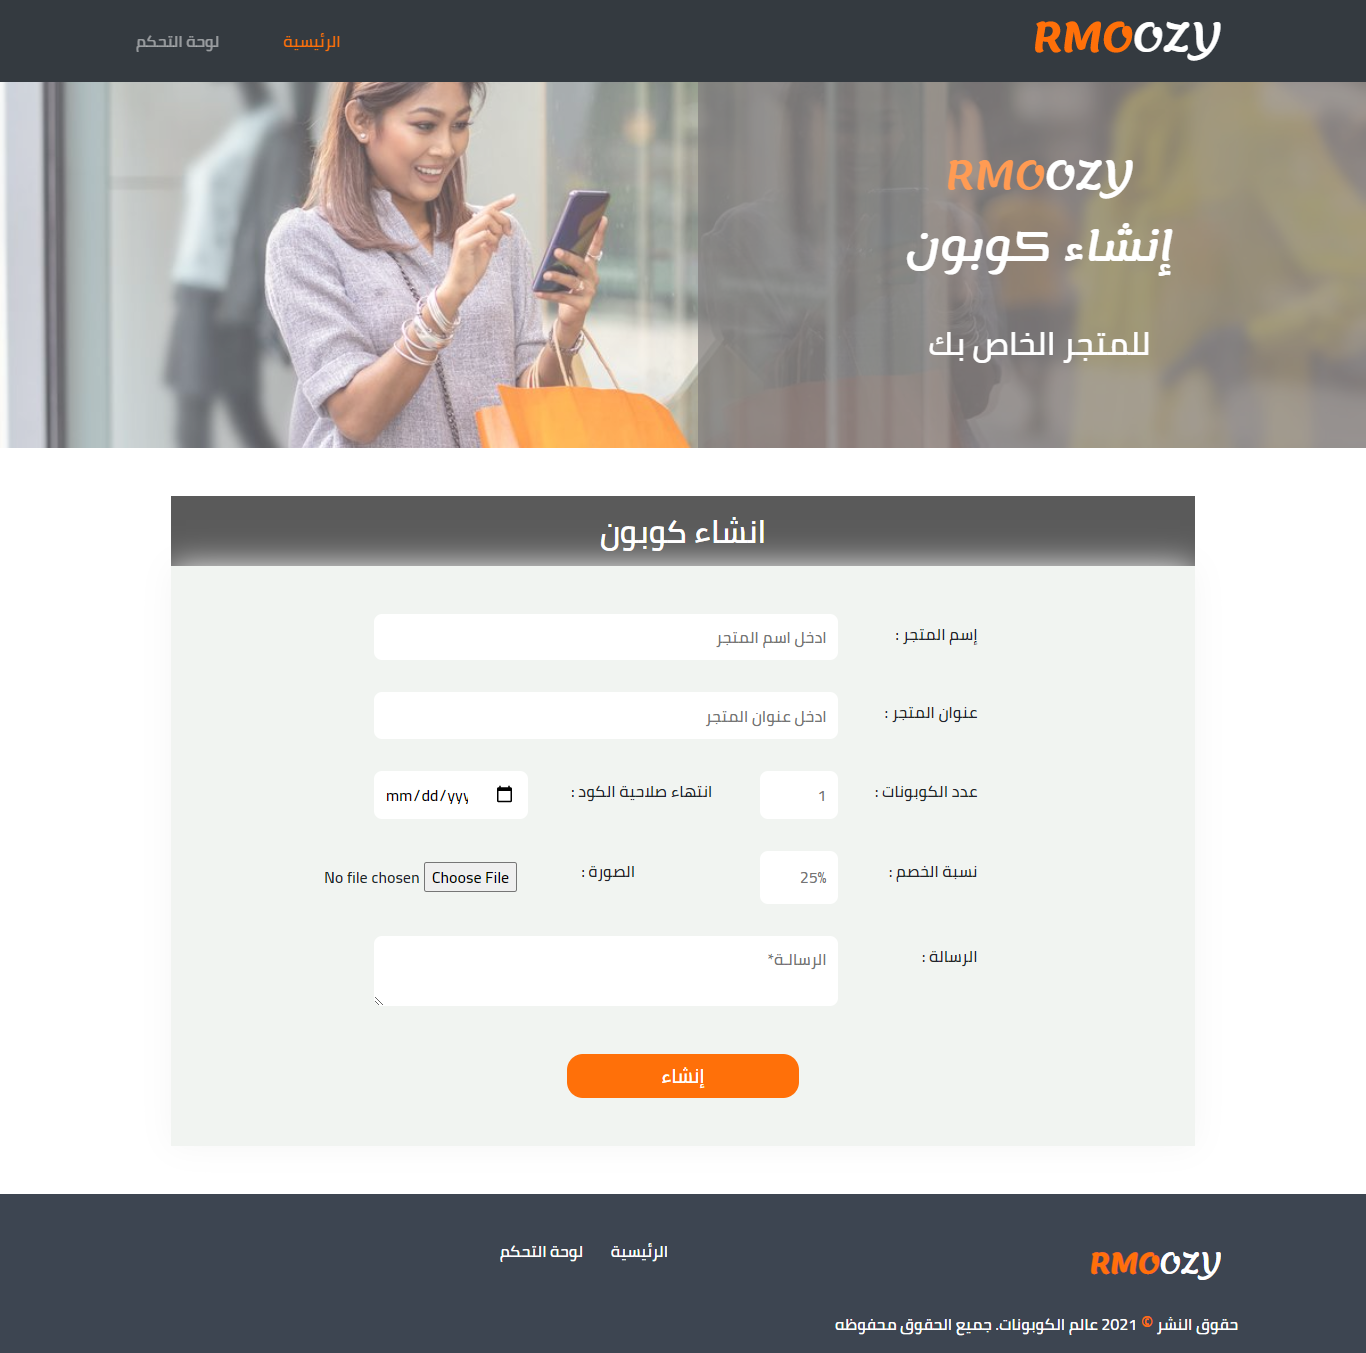 RMOOZY
الرئيسية
لوحة التحكم
RMOOZY
إنشاء كوبون
للمتجر الخاص بك
انشاء كوبون
إسم المتجر :
ادخل اسم المتجر
عنوان المتجر :
ادخل عنوان المتجر
عدد الكوبونات :
1
انتهاء صلاحية الكود :
mm/dd/yyy
نسبة الخصم :
25%
الصورة :
Choose File
No file chosen
الرسالة :
الرسالـة*
إنشاء
RMOOZY
الرئيسية
لوحة التحكم
حقوق النشر © 2021 عالم الكوبونات. جميع الحقوق محفوظه